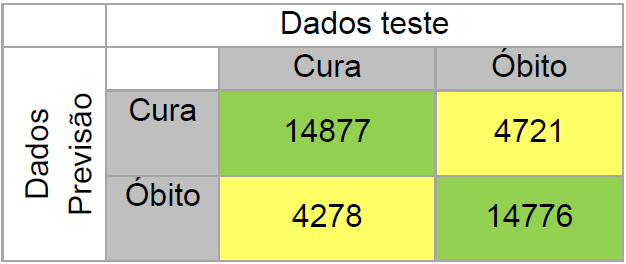 Dados teste
Cura Óbito
Dados
Previsão
Cura 14877 4721
Óbito 4278 14776